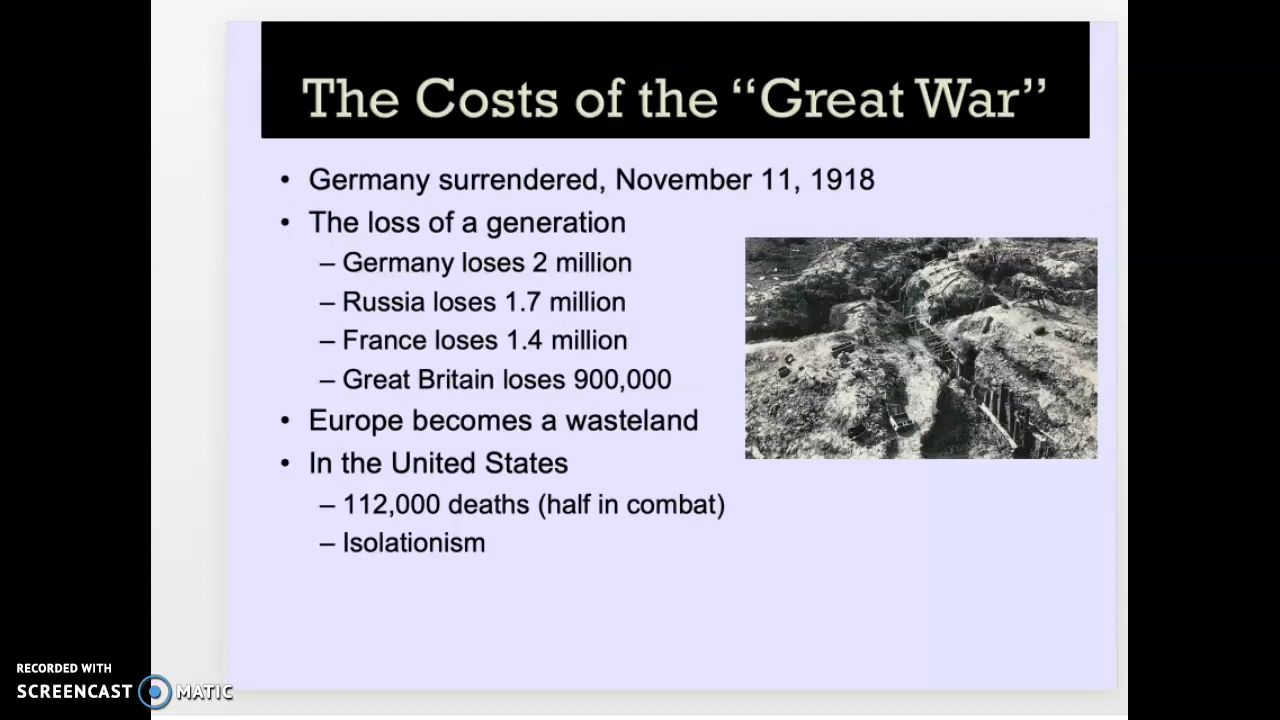 The Costs of the “Great War”
• Germany surrendered, November 11, 1918
• The loss of a generation
– Germany loses 2 million
– Russia loses 1.7 million
– France loses 1.4 million
– Great Britain loses 900,000
• Europe becomes a wasteland
• In the United States
– 112,000 deaths (half in combat)
– Isolationism
RECORDED WITH
SCREENCAST MATIC